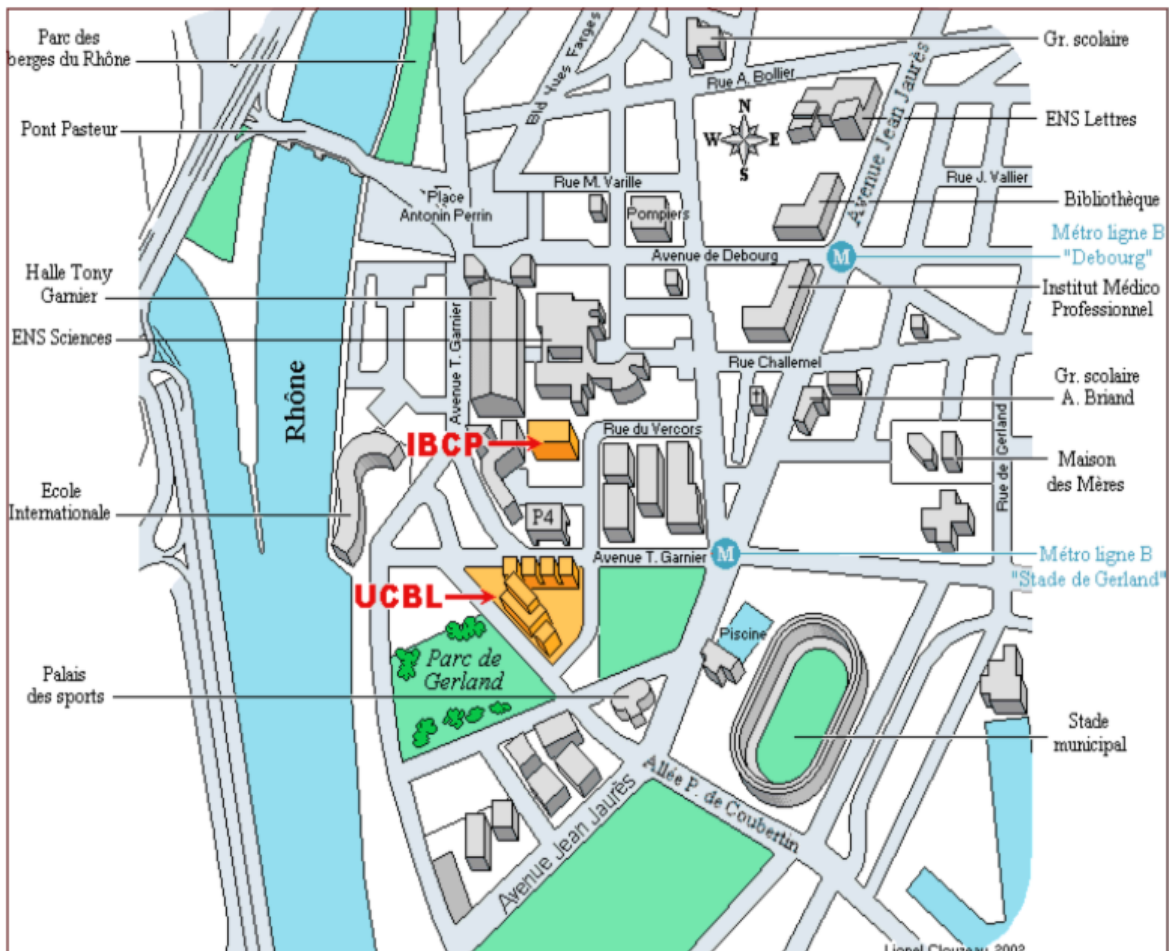 Parc des
berges du Rhône
Pont Pasteur
Halle Tony
Garnier
ENS Sciences
Ecole
Internationale
Palais
des sports
Rhône
Bld Yves Farges
Rue A. Bollier
N
W
E
S
Avenue Jean Jaurès
Gr. scolaire
ENS Lettres
Rue J. Vallier
Bibliothèque
Métro ligne B
"Debourg"
Institut Médico
Professionnel
Gr. scolaire
A. Briand
Maison
des Mères
Métro ligne B
"Stade de Gerland"
Stade
municipal
Place
Antonin Perrin
Rue M. Varille
Pompiers
Avenue de Debourg
M
Avenue T. Garnier
Rue Challemel
Rue du Vercors
Rue de Gerland
IBCP
P4
Avenue T. Garnier
M
UCBL
Parc de
Gerland
Piscine
Allée P. de Coubertin
Avenue Jean Jaurès
Lionel Clouzeau, 2002